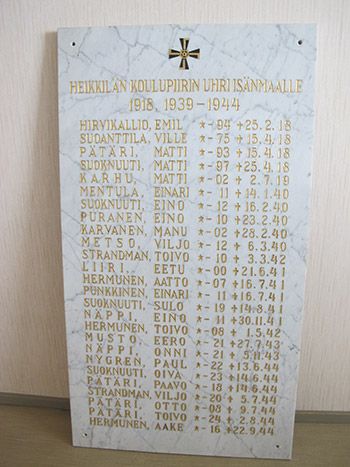 HEIKKILÄN KOULUPIIRIN UHRI ISÄNMAALLE
1918, 1939–1944
HIRVIKALLIO, EMIL *–94 +25.2.18
SUOANTTILA, VILLE *–75 +15.4.18
PÄTÄRI, MATTI *–93 +15.4.18
SUOKNUUTI, MATTI *–97 +25.4.18
KARHU, MATTI *–02 +2.7.19
MENTULA, EINARI *–11 +14.1.40
SUOKNUUTI, EINO *–12 +16.2.40
PURANEN, EINO *–10 +23.2.40
KARVANEN, MANU *–02 +28.2.40
METSO, VILJO *–12 +6.3.40
STRANDMAN, TOIVO *–10 +3.3.42
LIIRI, EETU *–00 +21.6.41
HERMUNEN, AATTO *–07 +16.7.41
PUNKKINEN, EINARI *–11 +16.7.41
SUOKNUUTI, SULO *–19 +14.8.41
NÄPPI, EINO *–11 +30.11.41
HERMUNEN, TOIVO *–08 +1.5.42
MUSTO, EERO *–21 +27.7.43
NÄPPI, ONNI *–21 +5.11.43
NYGREN, PAUL *–22 +13.6.44
SUOKNUUTI, OIVA *–23 +14.6.44
PÄTÄRI, PAAVO *–18 +14.6.44
STRANDMAN, VILJO *–20 +5.7.44
PÄTÄRI, OTTO *–08 +9.7.44
PÄTÄRI, TOIVO *–24 +2.8.44
HERMUNEN, AAKE *–16 +22.9.44